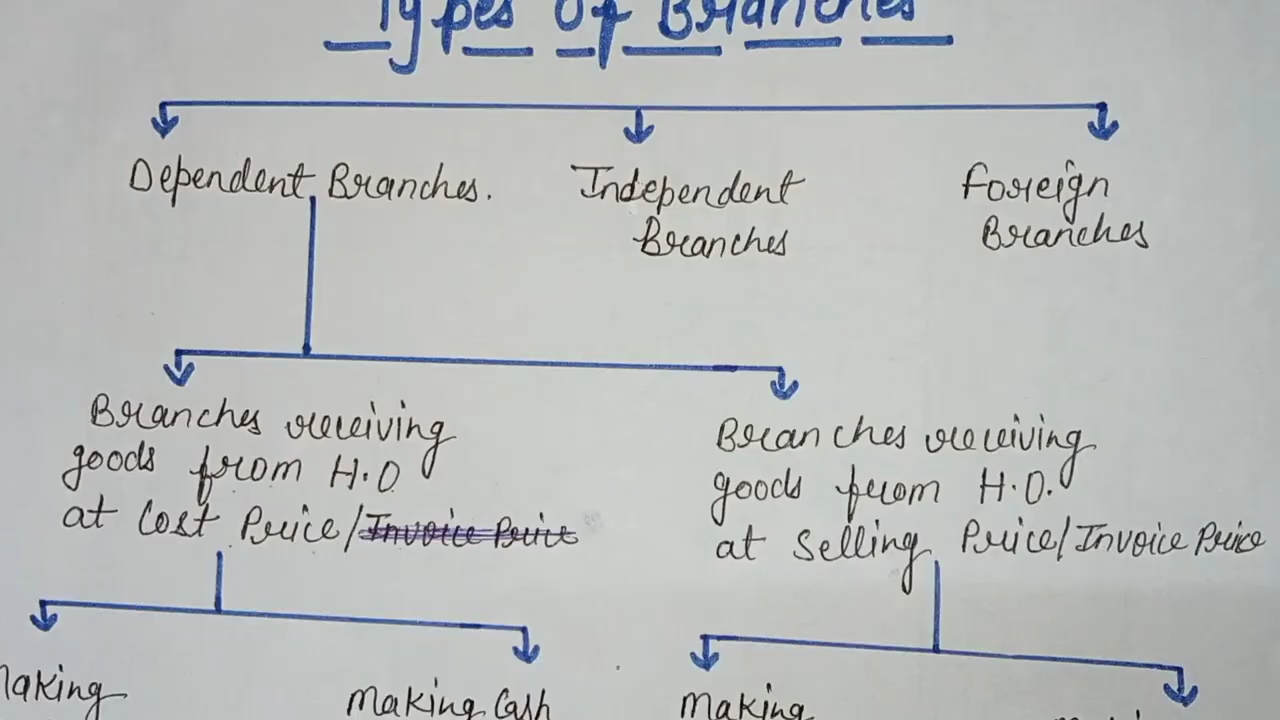 Types Of Branches
Dependent Branches.
Independent
Branches
Foreign
Branches
Branches receiving
goods from H.O
at Cost Price/Invoice Price
Branches receiving
goods from H.O.
at Selling Price/Invoice Price
Making
Making Cash
Making